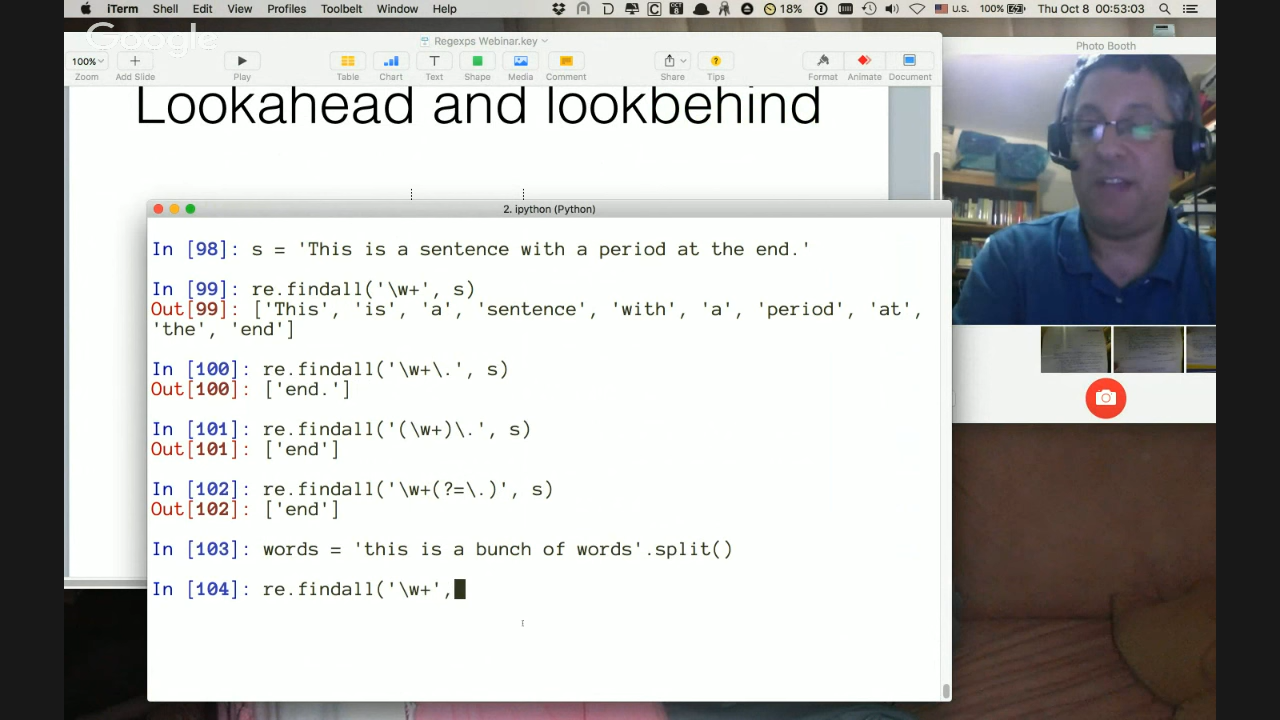 iTerm Shell Edit View Profiles Toolbelt Window Help 18% U.S. 100% Thu Oct 8 00:53:03
Google
Regexps Webinar.key
Photo Booth
100%
Zoom Add Slide Play Table Chart Text Shape Media Comment Share Tips Format Animate Document
Lookahead and lookbehind
2. ipython (Python)
In [98]: s = 'This is a sentence with a period at the end.'
In [99]: re.findall('\w+', s)
Out[99]: ['This', 'is', 'a', 'sentence', 'with', 'a', 'period', 'at',
'the', 'end']
In [100]: re.findall('\w+\.', s)
Out[100]: ['end.']
In [101]: re.findall('(\w+)\.', s)
Out[101]: ['end']
In [102]: re.findall('\w+(?=\.)', s)
Out[102]: ['end']
In [103]: words = 'this is a bunch of words'.split()
In [104]: re.findall('\w+',